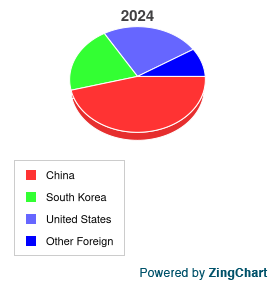 2024
China
South Korea
United States
Other Foreign
Powered by ZingChart